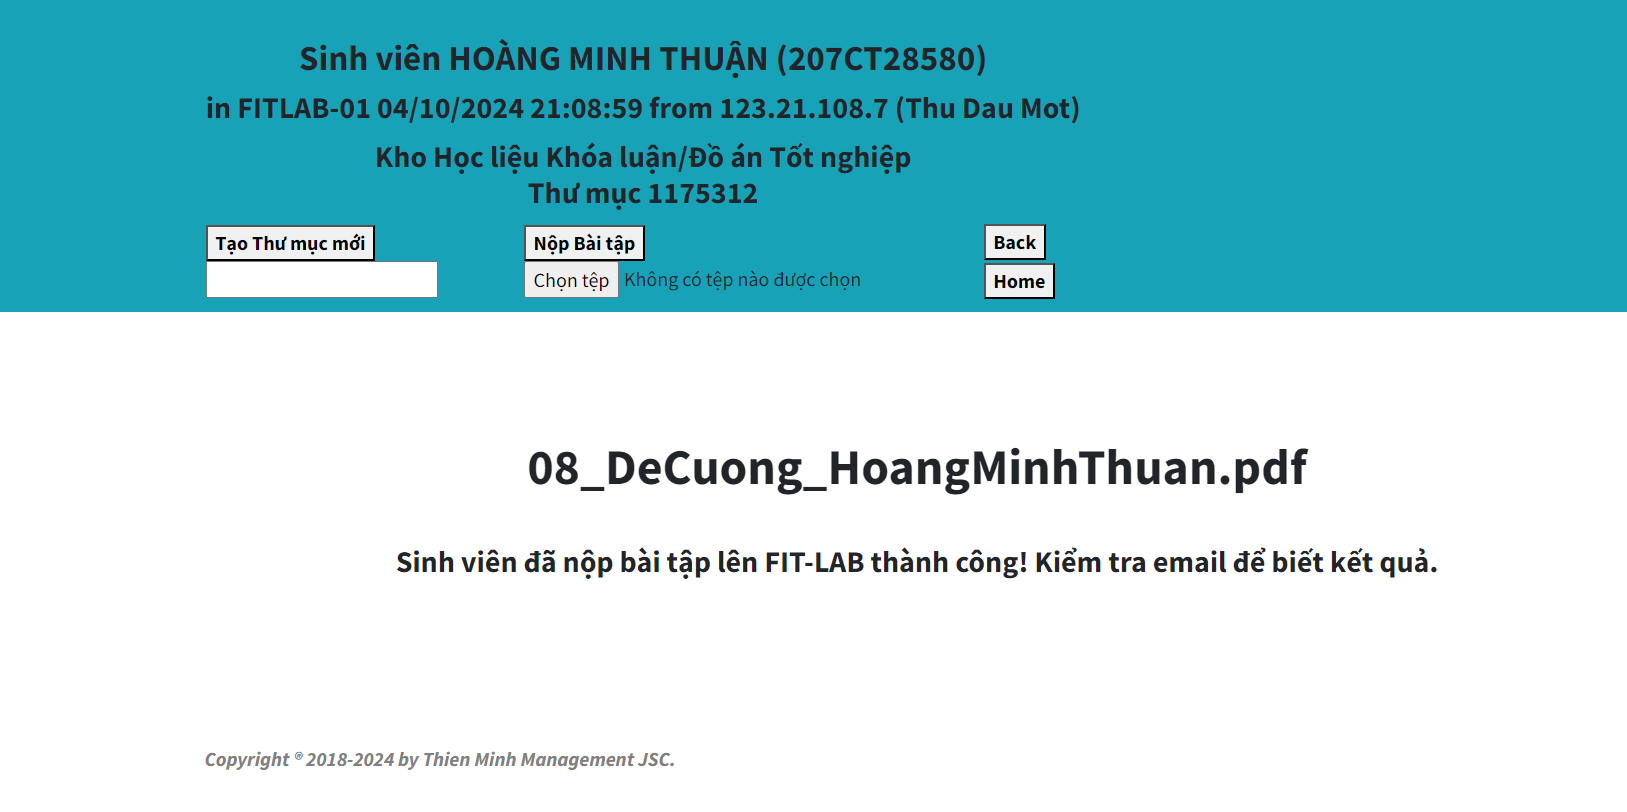 Sinh viên HOÀNG MINH THUẬN (207CT28580)
in FITLAB-01 04/10/2024 21:08:59 from 123.21.108.7 (Thu Dau Mot)
Kho Học liệu Khóa luận/Đồ án Tốt nghiệp
Thư mục 1175312
Tạo Thư mục mới
Nộp Bài tập
Chọn tệp Không có tệp nào được chọn
Back
Home
08_DeCuong_HoangMinhThuan.pdf
Sinh viên đã nộp bài tập lên FIT-LAB thành công! Kiểm tra email để biết kết quả.
Copyright ® 2018-2024 by Thien Minh Management JSC.